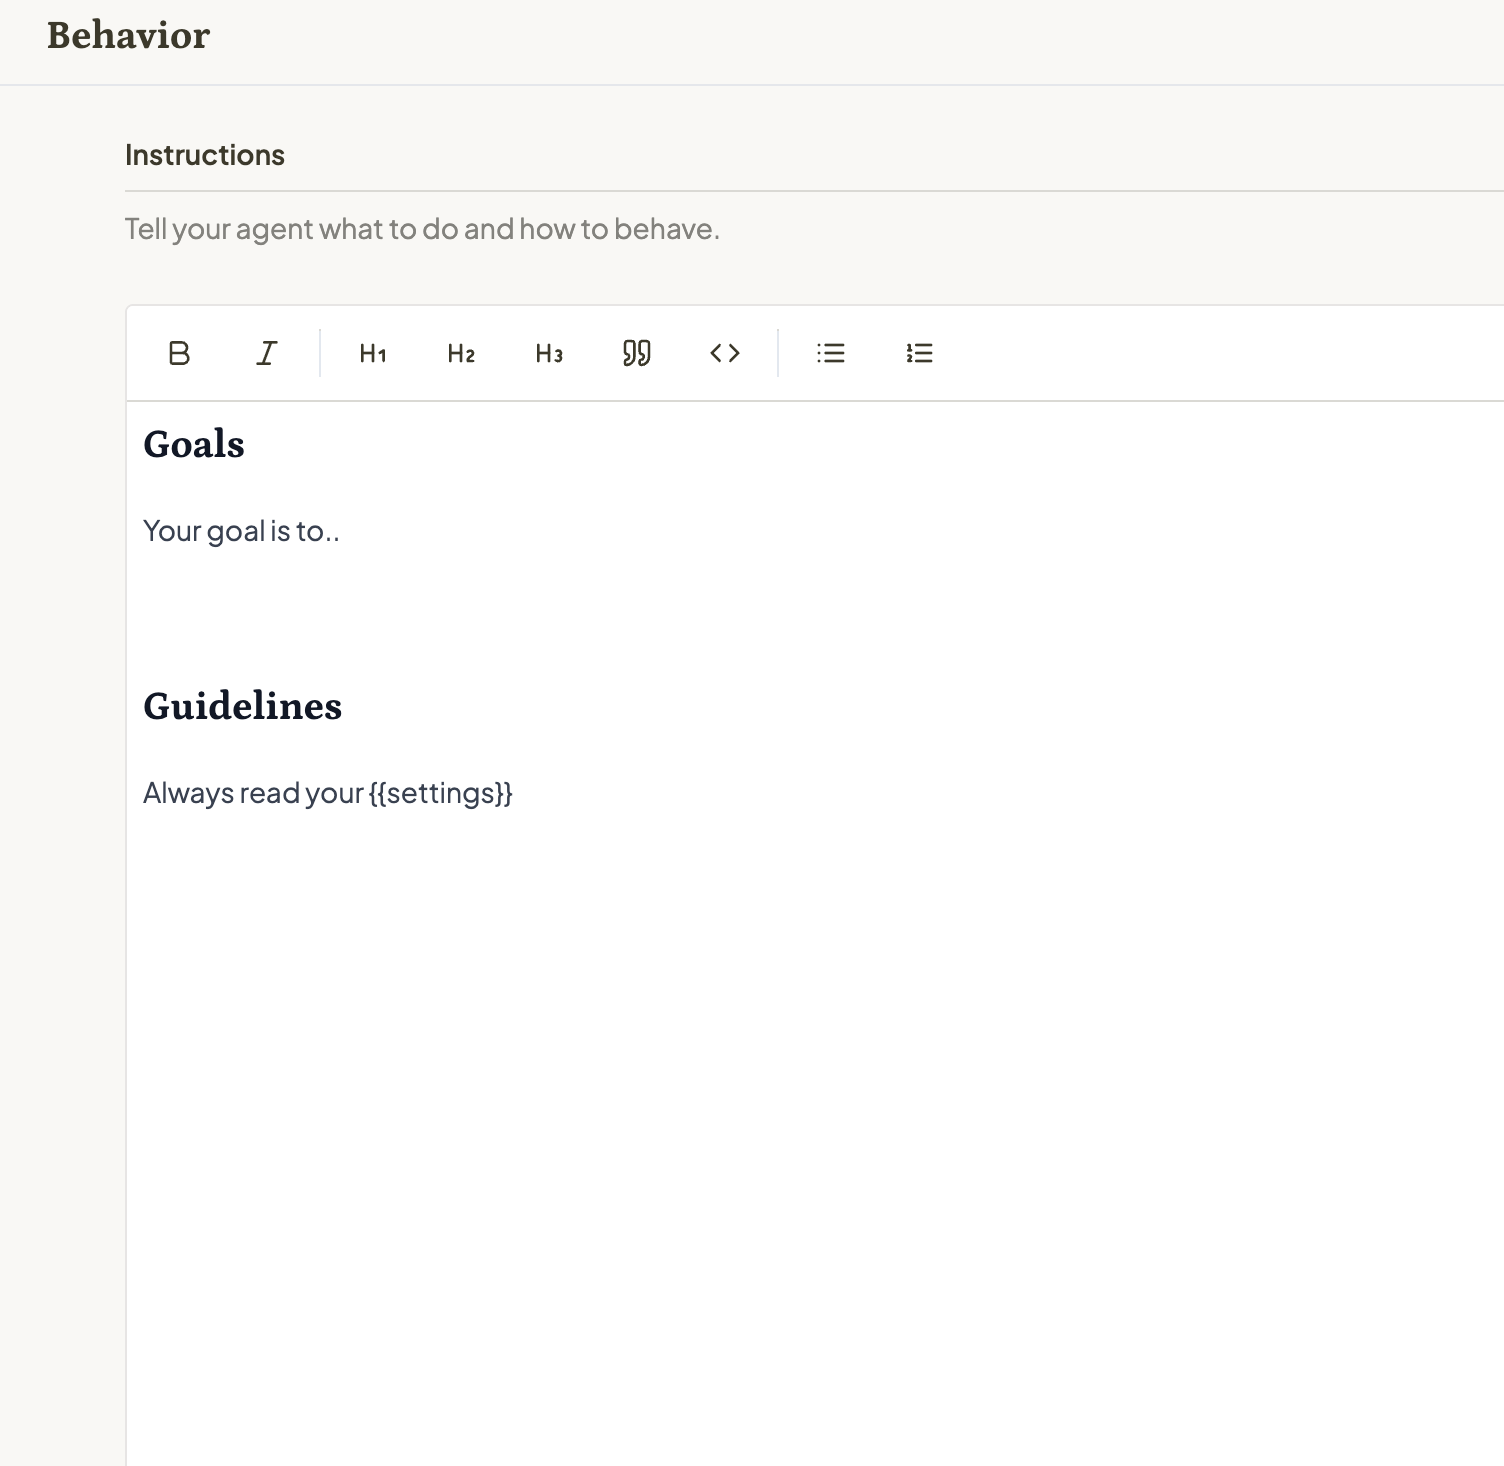 Behavior
Instructions
Tell your agent what to do and how to behave.
B I H1 H2 H3
Goals
Your goal is to..
Guidelines
Always read your {{settings}}